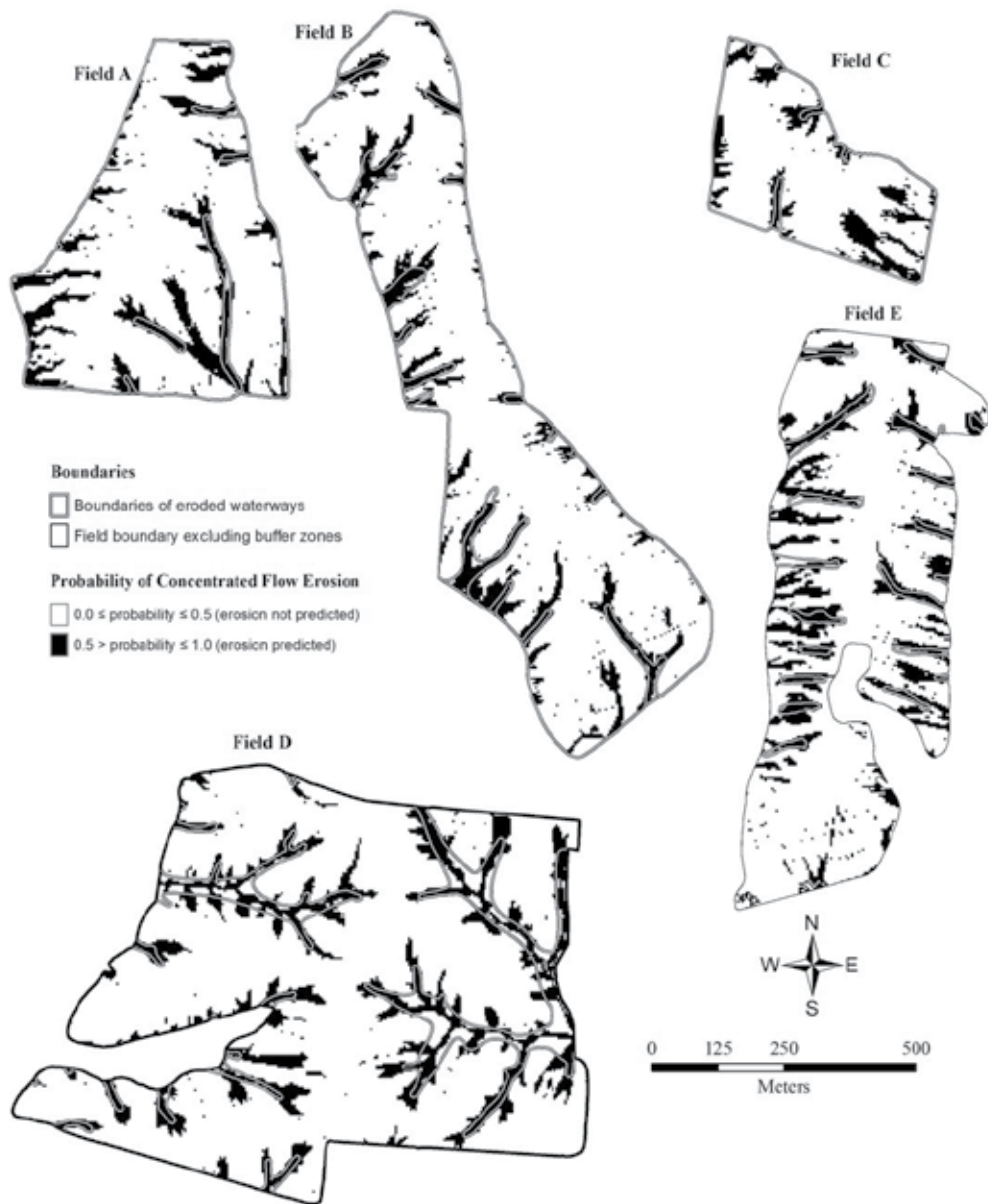 Field A
Field B
Field C
Field E
Boundaries
Boundaries of eroded waterways
Field boundary excluding buffer zones
Probability of Concentrated Flow Erosion
0.0 ≤ probability ≤ 0.5 (erosion not predicted)
0.5 > probability ≤ 1.0 (erosion predicted)
Field D
N
W E
S
0 125 250 500
Meters